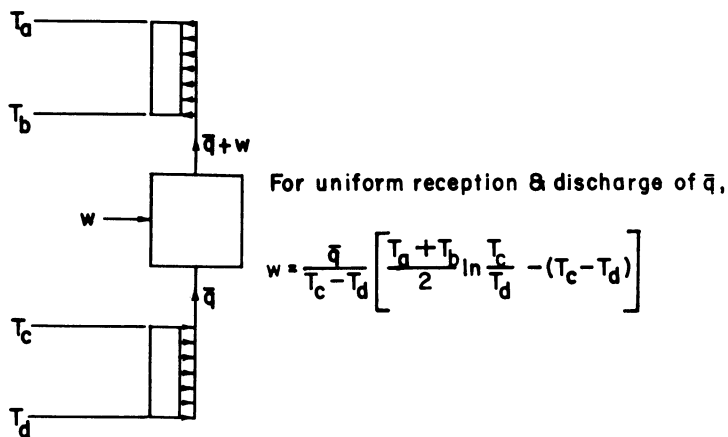 Ta
Tb
q̄+w
For uniform reception & discharge of q̄,
w
w = q̄/(Tc − Td) [ (Ta + Tb)/2 ln Tc/Td − (Tc − Td) ]
q̄
Tc
Td